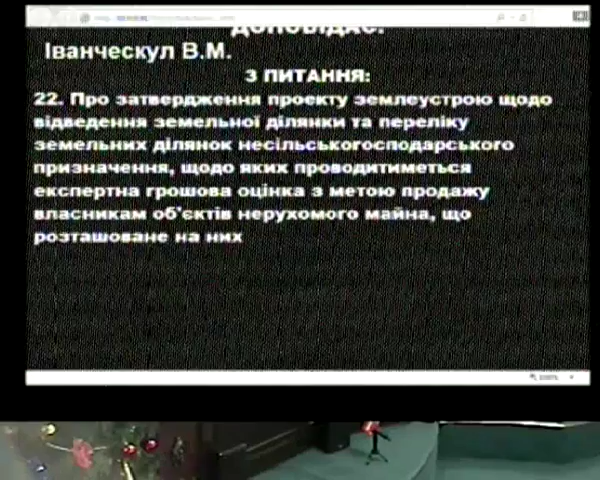 ДОПОВІДАЄ:
Іванческул В.М.
З ПИТАННЯ:
22. Про затвердження проекту землеустрою щодо
відведення земельної ділянки та переліку
земельних ділянок несільськогосподарського
призначення, щодо яких проводитиметься
експертна грошова оцінка з метою продажу
власникам об'єктів нерухомого майна, що
розташоване на них